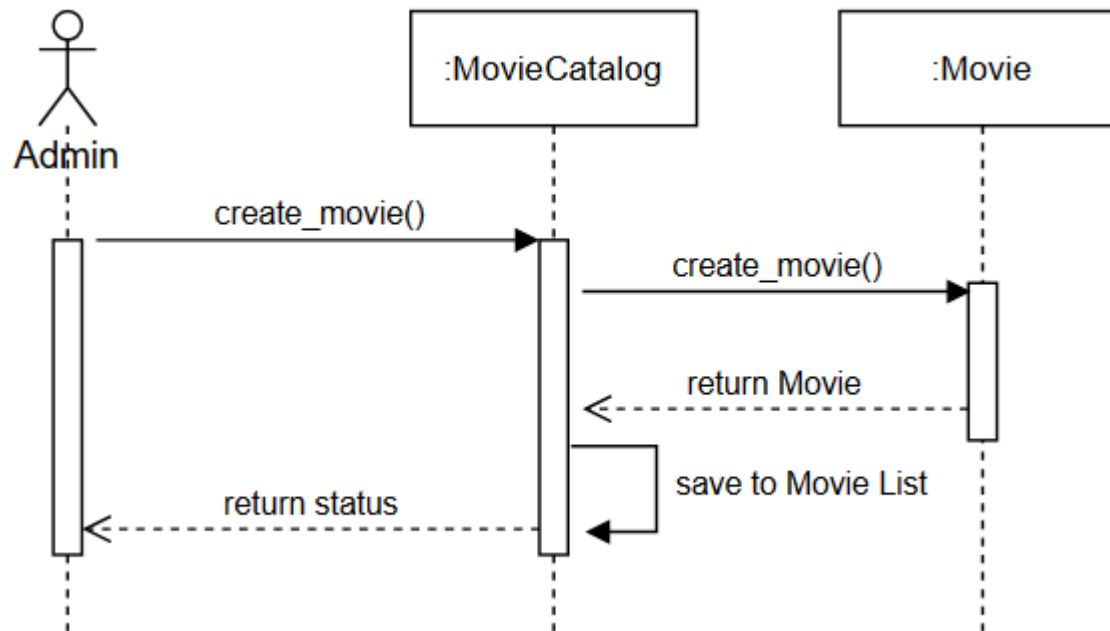 :MovieCatalog
:Movie
Admin
create_movie()
create_movie()
return Movie
save to Movie List
return status